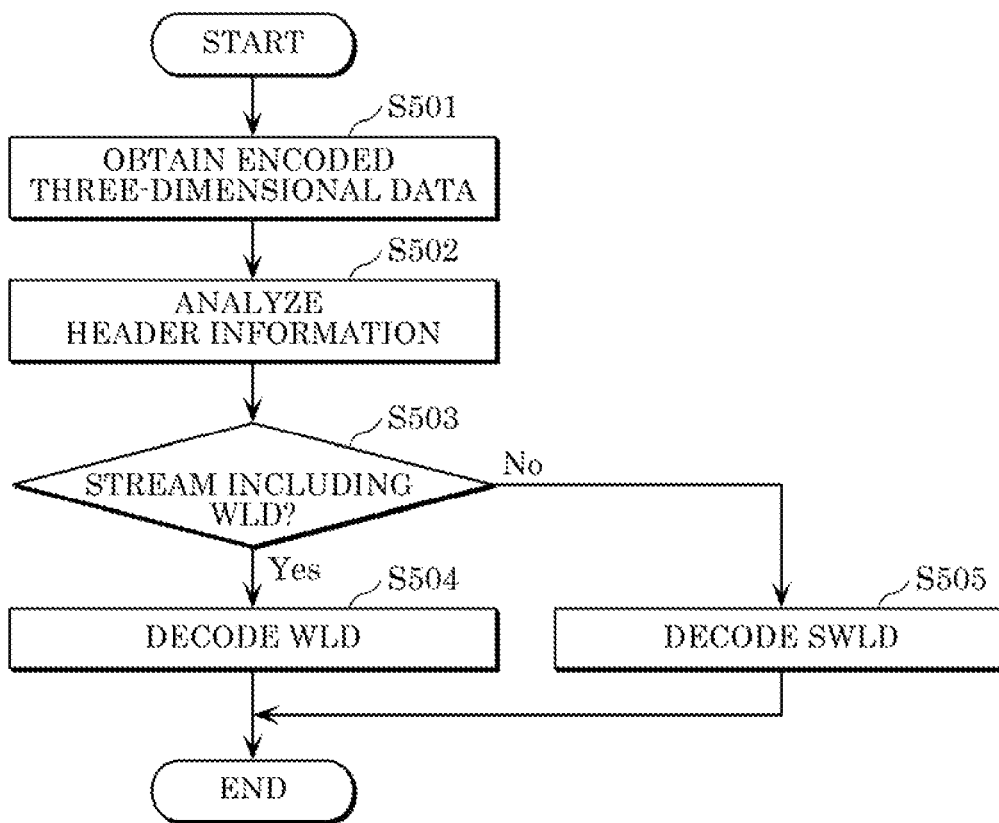 START
S501
OBTAIN ENCODED
THREE-DIMENSIONAL DATA
S502
ANALYZE
HEADER INFORMATION
S503
STREAM INCLUDING
WLD?
No
Yes
S504
DECODE WLD
S505
DECODE SWLD
END